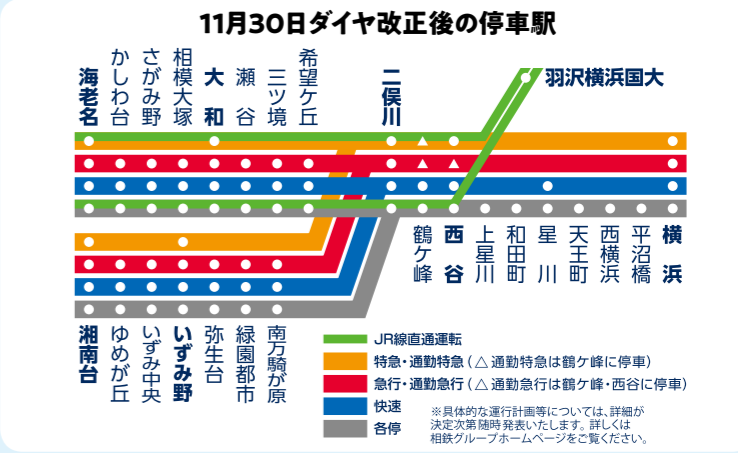 11月30日ダイヤ改正後の停車駅
海老名
かしわ台
さがみ野
相模大塚
大和
瀬谷
三ツ境
希望ケ丘
二俣川
羽沢横浜国大
鶴ケ峰
西谷
上星川
和田町
星川
天王町
西横浜
平沼橋
横浜
湘南台
ゆめが丘
いずみ中央
いずみ野
弥生台
緑園都市
南万騎が原
JR線直通運転
特急・通勤特急(△通勤特急は鶴ケ峰に停車)
急行・通勤急行(△通勤急行は鶴ケ峰・西谷に停車)
快速
各停
※具体的な運行計画等については、詳細が
決定次第随時発表いたします。詳しくは
相鉄グループホームページをご覧ください。